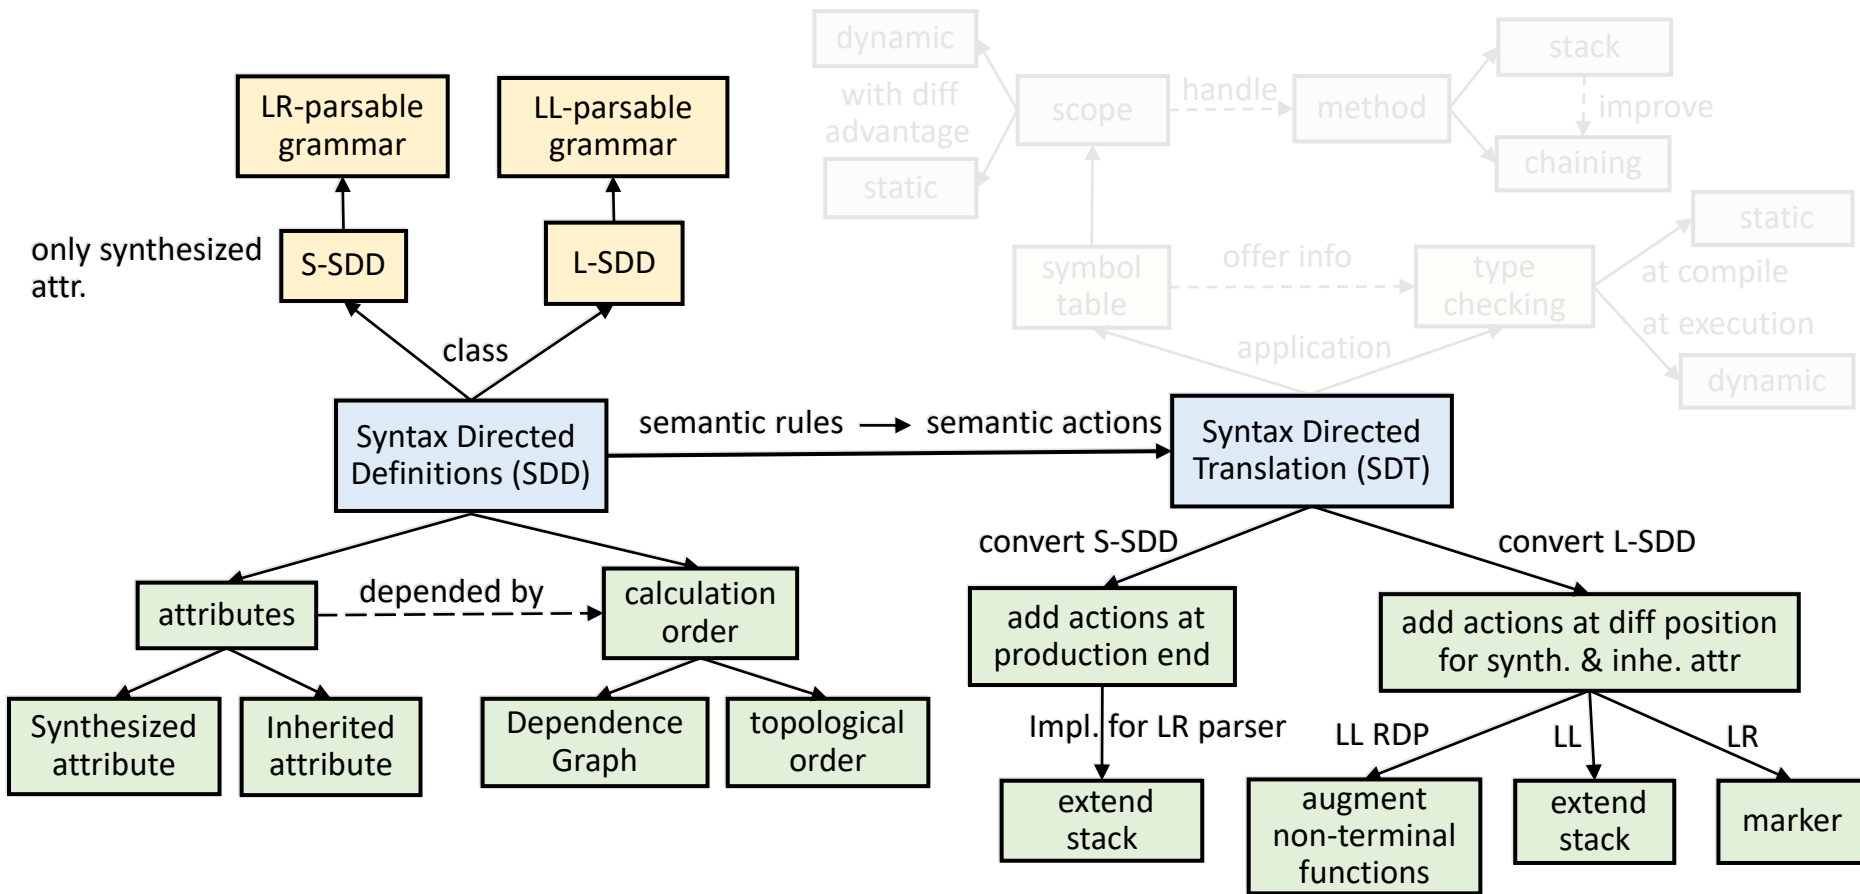 dynamic
with diff
advantage
static
scope
handle
method
stack
improve
chaining
LR-parsable
grammar
LL-parsable
grammar
only synthesized
attr.
S-SDD
L-SDD
class
symbol
table
offer info
type
checking
static
at compile
at execution
dynamic
application
Syntax Directed
Definitions (SDD)
semantic rules
semantic actions
Syntax Directed
Translation (SDT)
attributes
depended by
calculation
order
Synthesized
attribute
Inherited
attribute
Dependence
Graph
topological
order
convert S-SDD
convert L-SDD
add actions at
production end
add actions at diff position
for synth. & inhe. attr
Impl. for LR parser
LL RDP
LL
LR
extend
stack
augment
non-terminal
functions
extend
stack
marker